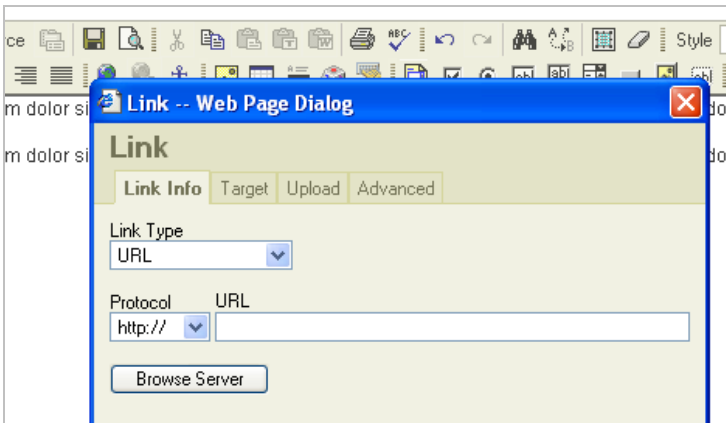 ce ABC Style
m dolor si
Link -- Web Page Dialog
do
Link
m dolor si
do
Link Info Target Upload Advanced
Link Type
URL
Protocol URL
http://
Browse Server